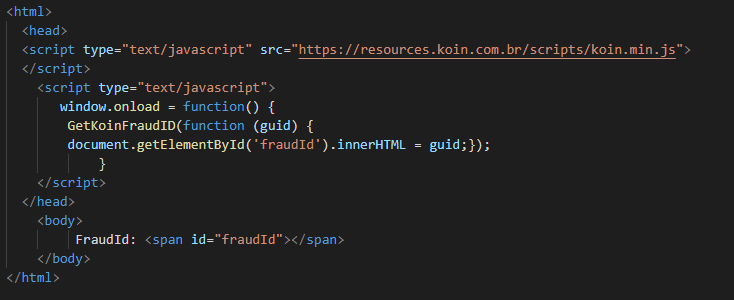 <html>
<head>
<script type="text/javascript" src="https://resources.koin.com.br/scripts/koin.min.js">
</script>
<script type="text/javascript">
window.onload = function() {
GetKoinFraudID(function (guid) {
document.getElementById('fraudId').innerHTML = guid;});
}
</script>
</head>
<body>
FraudId: <span id="fraudId"></span>
</body>
</html>